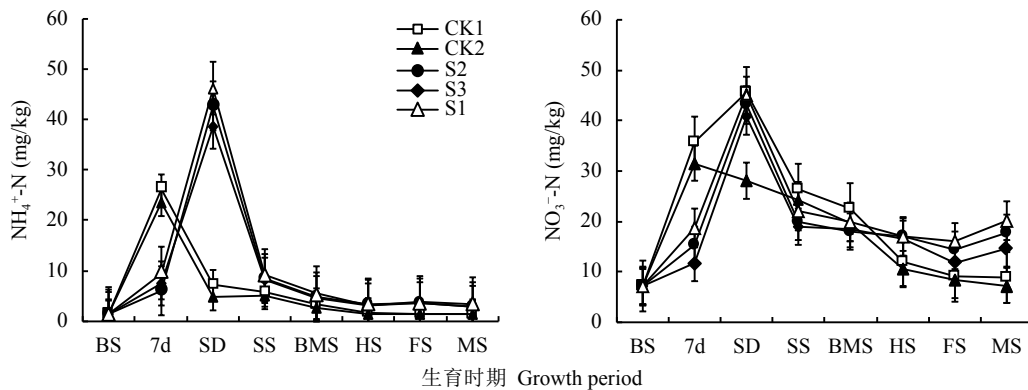 60
50
40
30
20
10
0
NH₄⁺-N (mg/kg)
CK1
CK2
S2
S3
S1
BS 7d SD SS BMS HS FS MS
60
50
40
30
20
10
0
NO₃⁻-N (mg/kg)
BS 7d SD SS BMS HS FS MS
生育时期 Growth period